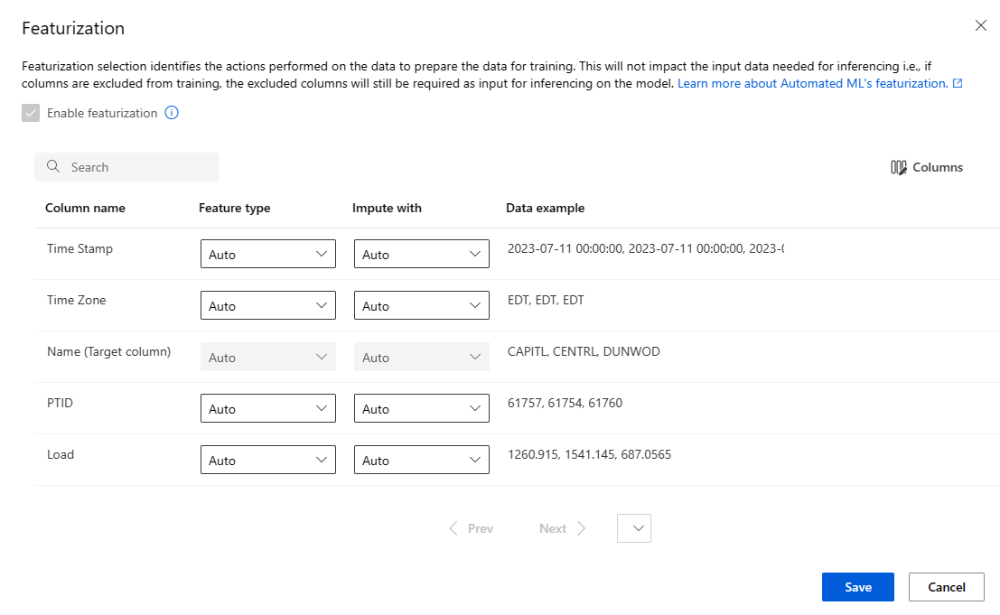 Featurization
Featurization selection identifies the actions performed on the data to prepare the data for training. This will not impact the input data needed for inferencing i.e., if
columns are excluded from training, the excluded columns will still be required as input for inferencing on the model. Learn more about Automated ML's featurization.
Enable featurization
Search
Columns
Column name Feature type Impute with Data example
Time Stamp Auto Auto 2023-07-11 00:00:00, 2023-07-11 00:00:00, 2023-
Time Zone Auto Auto EDT, EDT, EDT
Name (Target column) Auto Auto CAPITL, CENTRL, DUNWOD
PTID Auto Auto 61757, 61754, 61760
Load Auto Auto 1260.915, 1541.145, 687.0565
Prev Next
Save Cancel